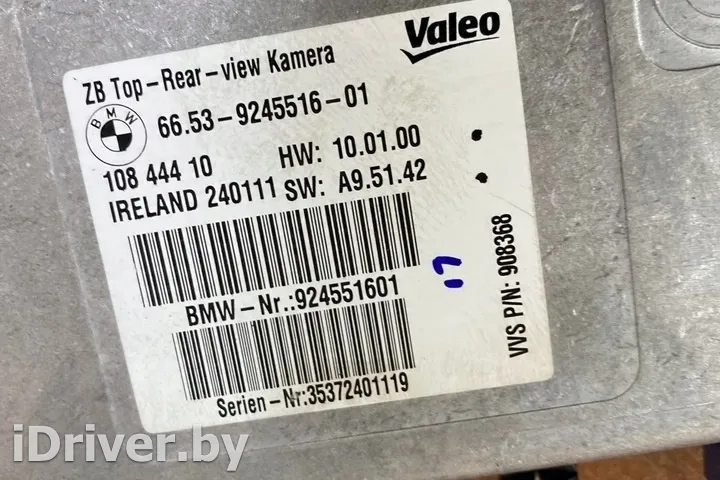 Valeo
ZB Top-Rear-view Kamera
BMW
66.53-9245516-01
108 444 10 HW: 10.01.00
IRELAND 240111 SW: A9.51.42
BMW-Nr.:924551601
Serien-Nr:35372401119
VVS P/N: 908368
iDriver.by